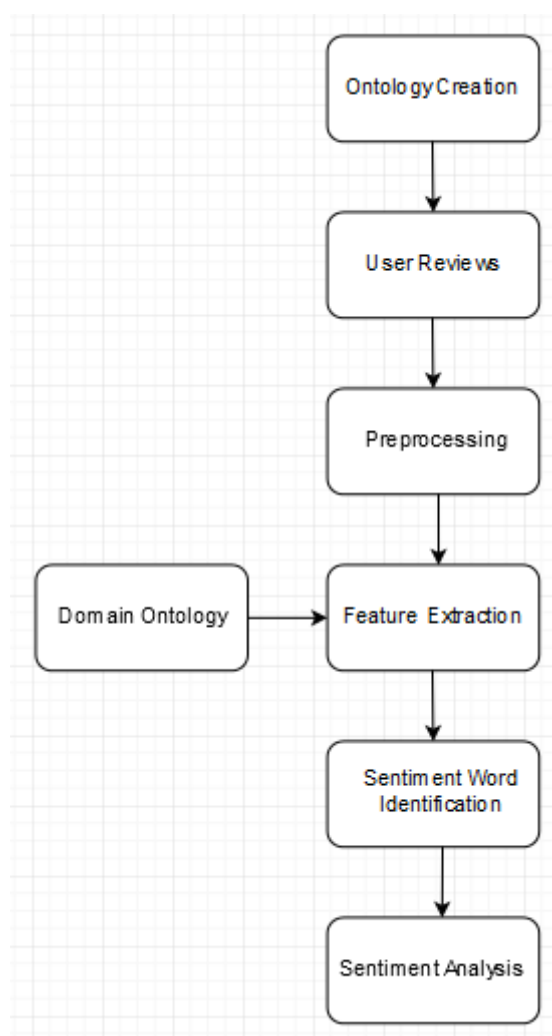 Ontology Creation
User Reviews
Preprocessing
Domain Ontology
Feature Extraction
Sentiment Word
Identification
Sentiment Analysis